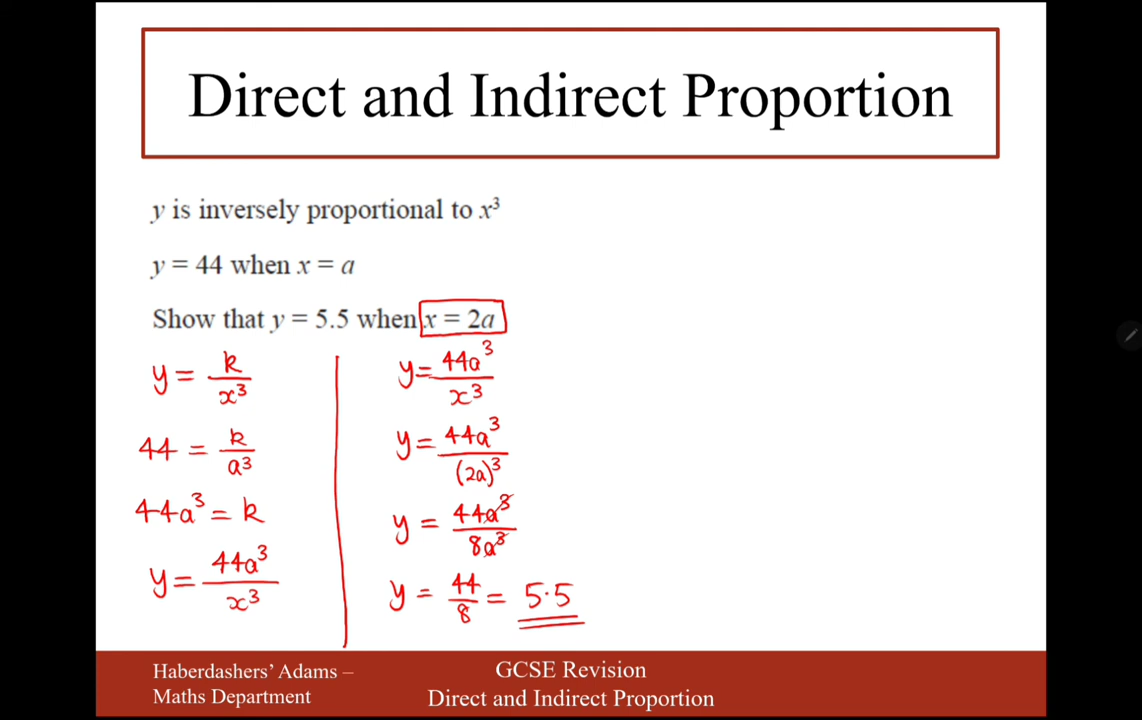 Direct and Indirect Proportion
y is inversely proportional to x³
y = 44 when x = a
Show that y = 5.5 when x = 2a
y = k/x³
44 = k/a³
44a³ = k
y = 44a³/x³
y = 44a³/x³
y = 44a³/(2a)³
y = 44a³/8a³
y = 44/8 = 5.5
Haberdashers' Adams –
Maths Department
GCSE Revision
Direct and Indirect Proportion